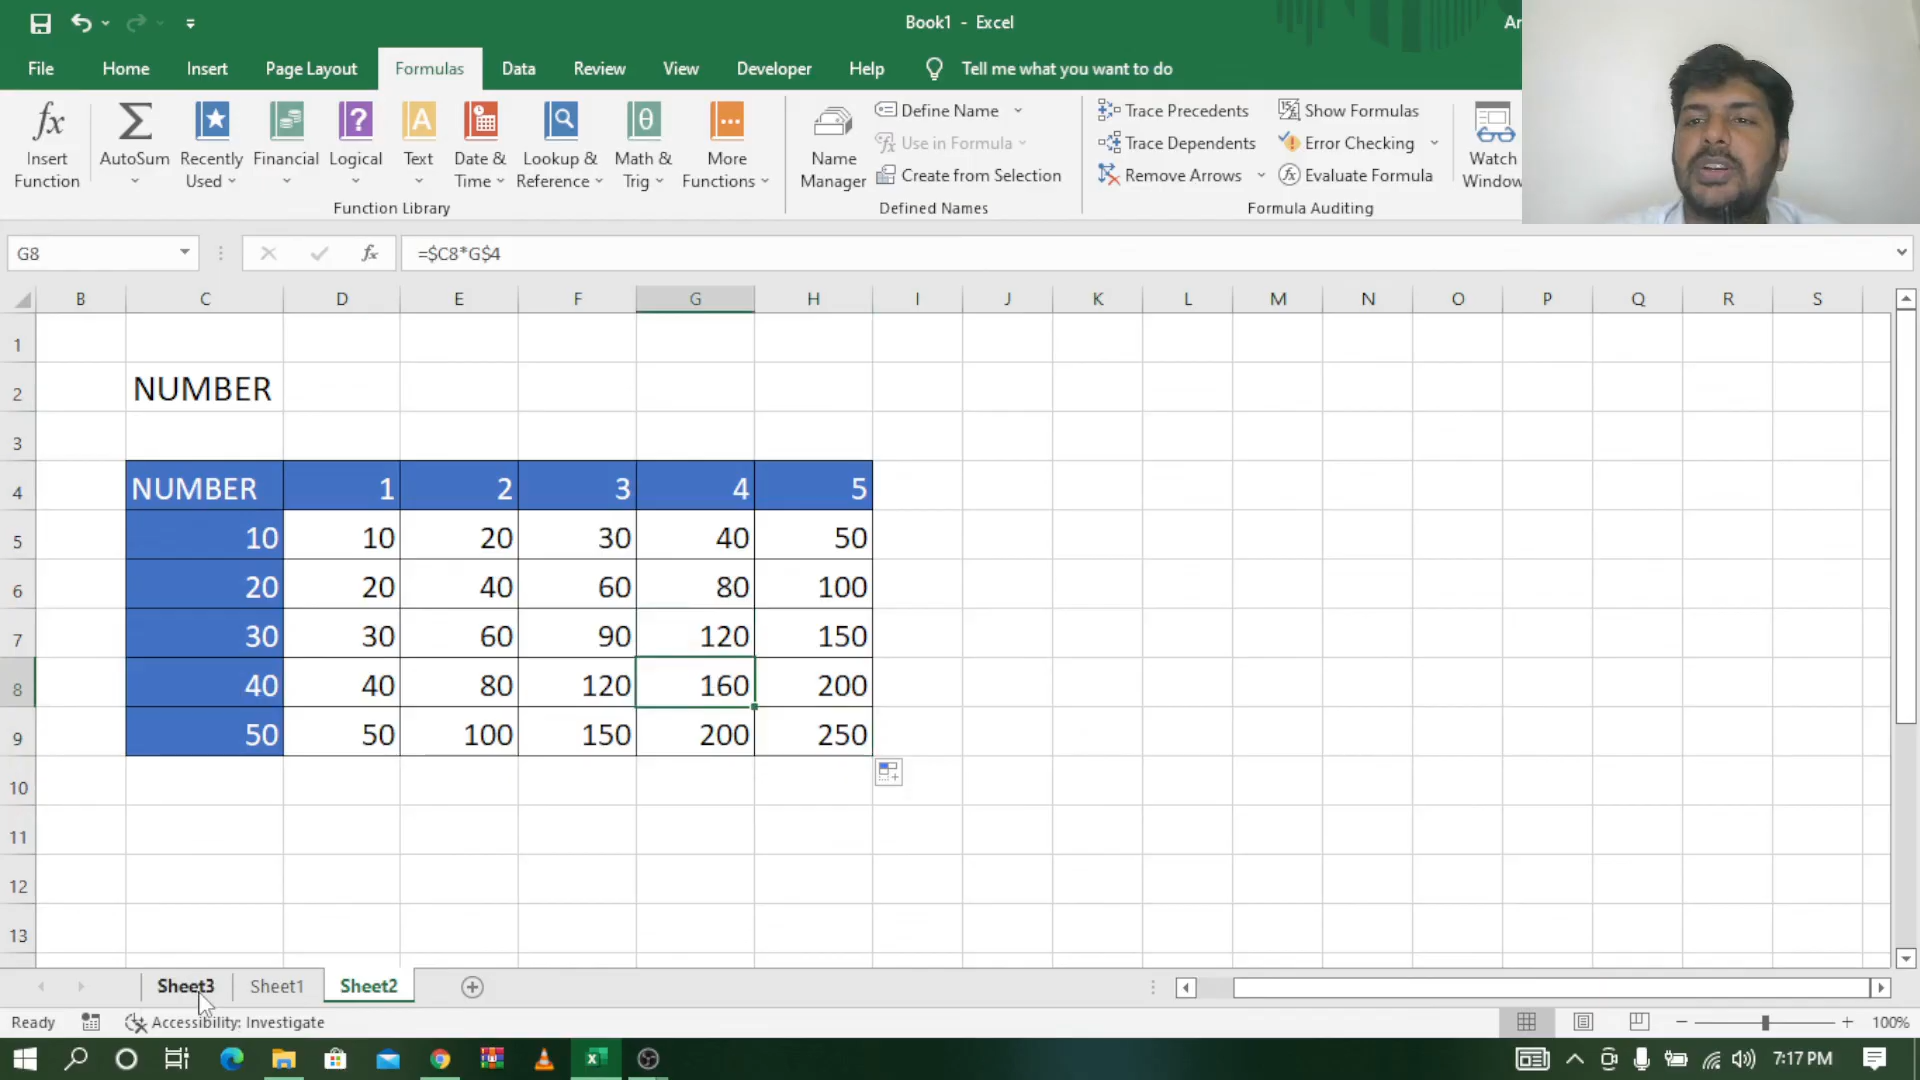 Book1 - Excel
Ar
File Home Insert Page Layout Formulas Data Review View Developer Help Tell me what you want to do
Insert Function
AutoSum
Recently Used
Financial
Logical
Text
Date & Time
Lookup & Reference
Math & Trig
More Functions
Function Library
Name Manager
Define Name
Use in Formula
Create from Selection
Defined Names
Trace Precedents
Trace Dependents
Remove Arrows
Show Formulas
Error Checking
Evaluate Formula
Formula Auditing
Watch Window
G8 fx =$C8*G$4
B C D E F G H I J K L M N O P Q R S
1
2 NUMBER
3
4 NUMBER 1 2 3 4 5
5 10 10 20 30 40 50
6 20 20 40 60 80 100
7 30 30 60 90 120 150
8 40 40 80 120 160 200
9 50 50 100 150 200 250
10
11
12
13
Sheet3 Sheet1 Sheet2
Ready Accessibility: Investigate 100%
7:17 PM